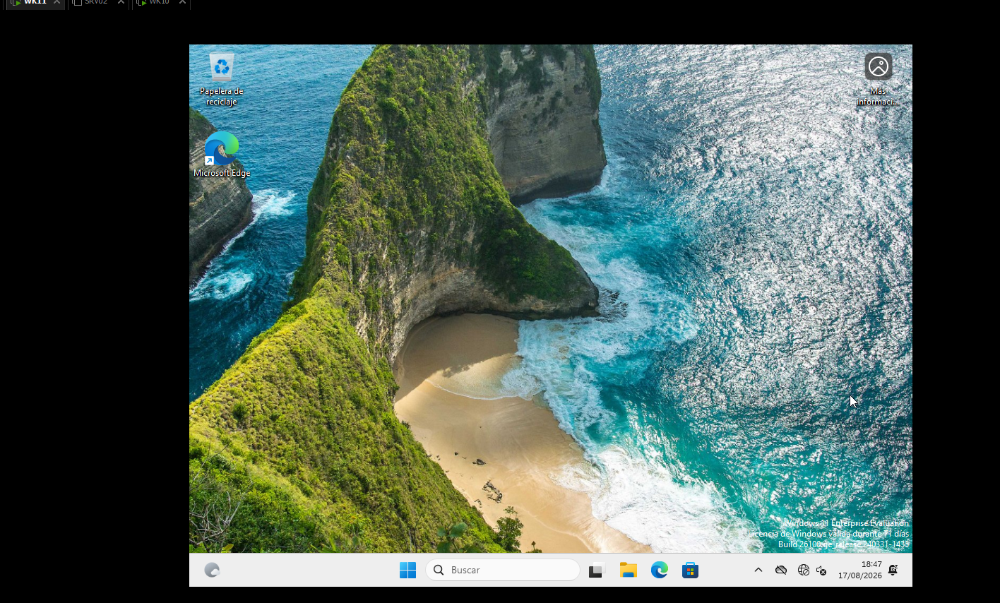 WK11
SRV02
WK10
Papelera de
reciclaje
Más
informaci...
Microsoft Edge
Windows 11 Enterprise Evaluation
Licencia de Windows válida durante 71 días
Build 26100.ge_release.240331-1435
Buscar
18:47
17/08/2026